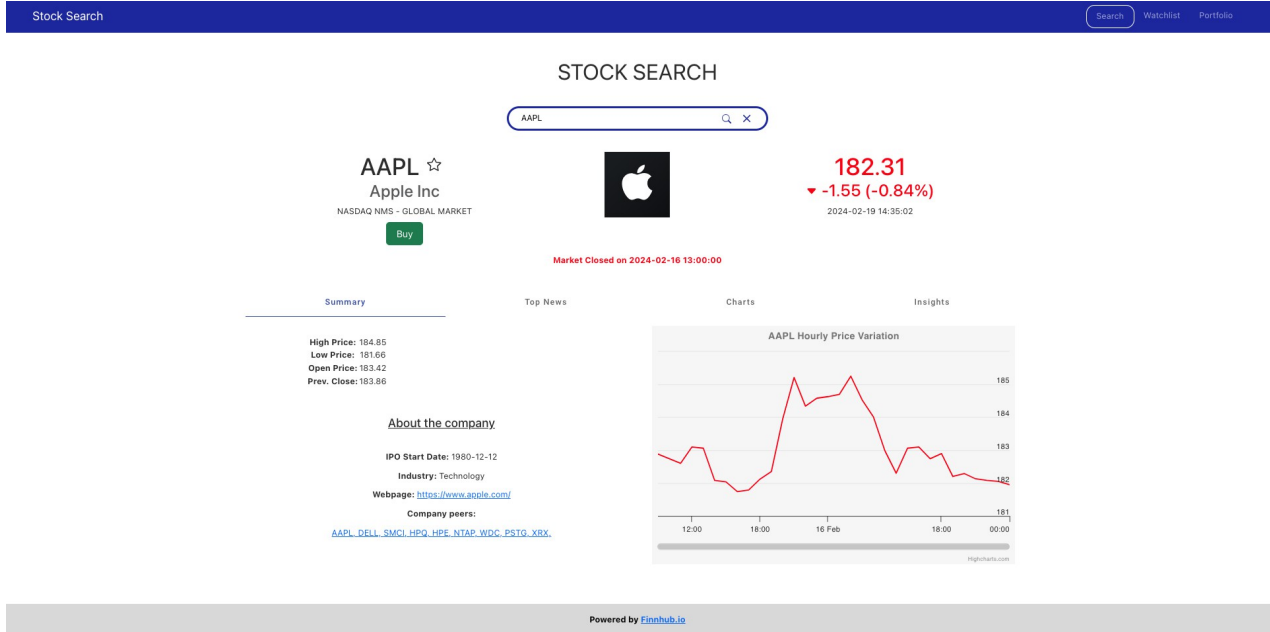 Stock Search
Search Watchlist Portfolio
STOCK SEARCH
AAPL
AAPL
Apple Inc
NASDAQ NMS - GLOBAL MARKET
Buy
182.31
-1.55 (-0.84%)
2024-02-19 14:35:02
Market Closed on 2024-02-16 13:00:00
Summary Top News Charts Insights
High Price: 184.85
Low Price: 181.66
Open Price: 183.42
Prev. Close: 183.86
About the company
IPO Start Date: 1980-12-12
Industry: Technology
Webpage: https://www.apple.com/
Company peers:
AAPL, DELL, SMCI, HPQ, HPE, NTAP, WDC, PSTG, XRX,
AAPL Hourly Price Variation
185
184
183
182
181
12:00 18:00 16 Feb 18:00 00:00
Highcharts.com
Powered by Finnhub.io